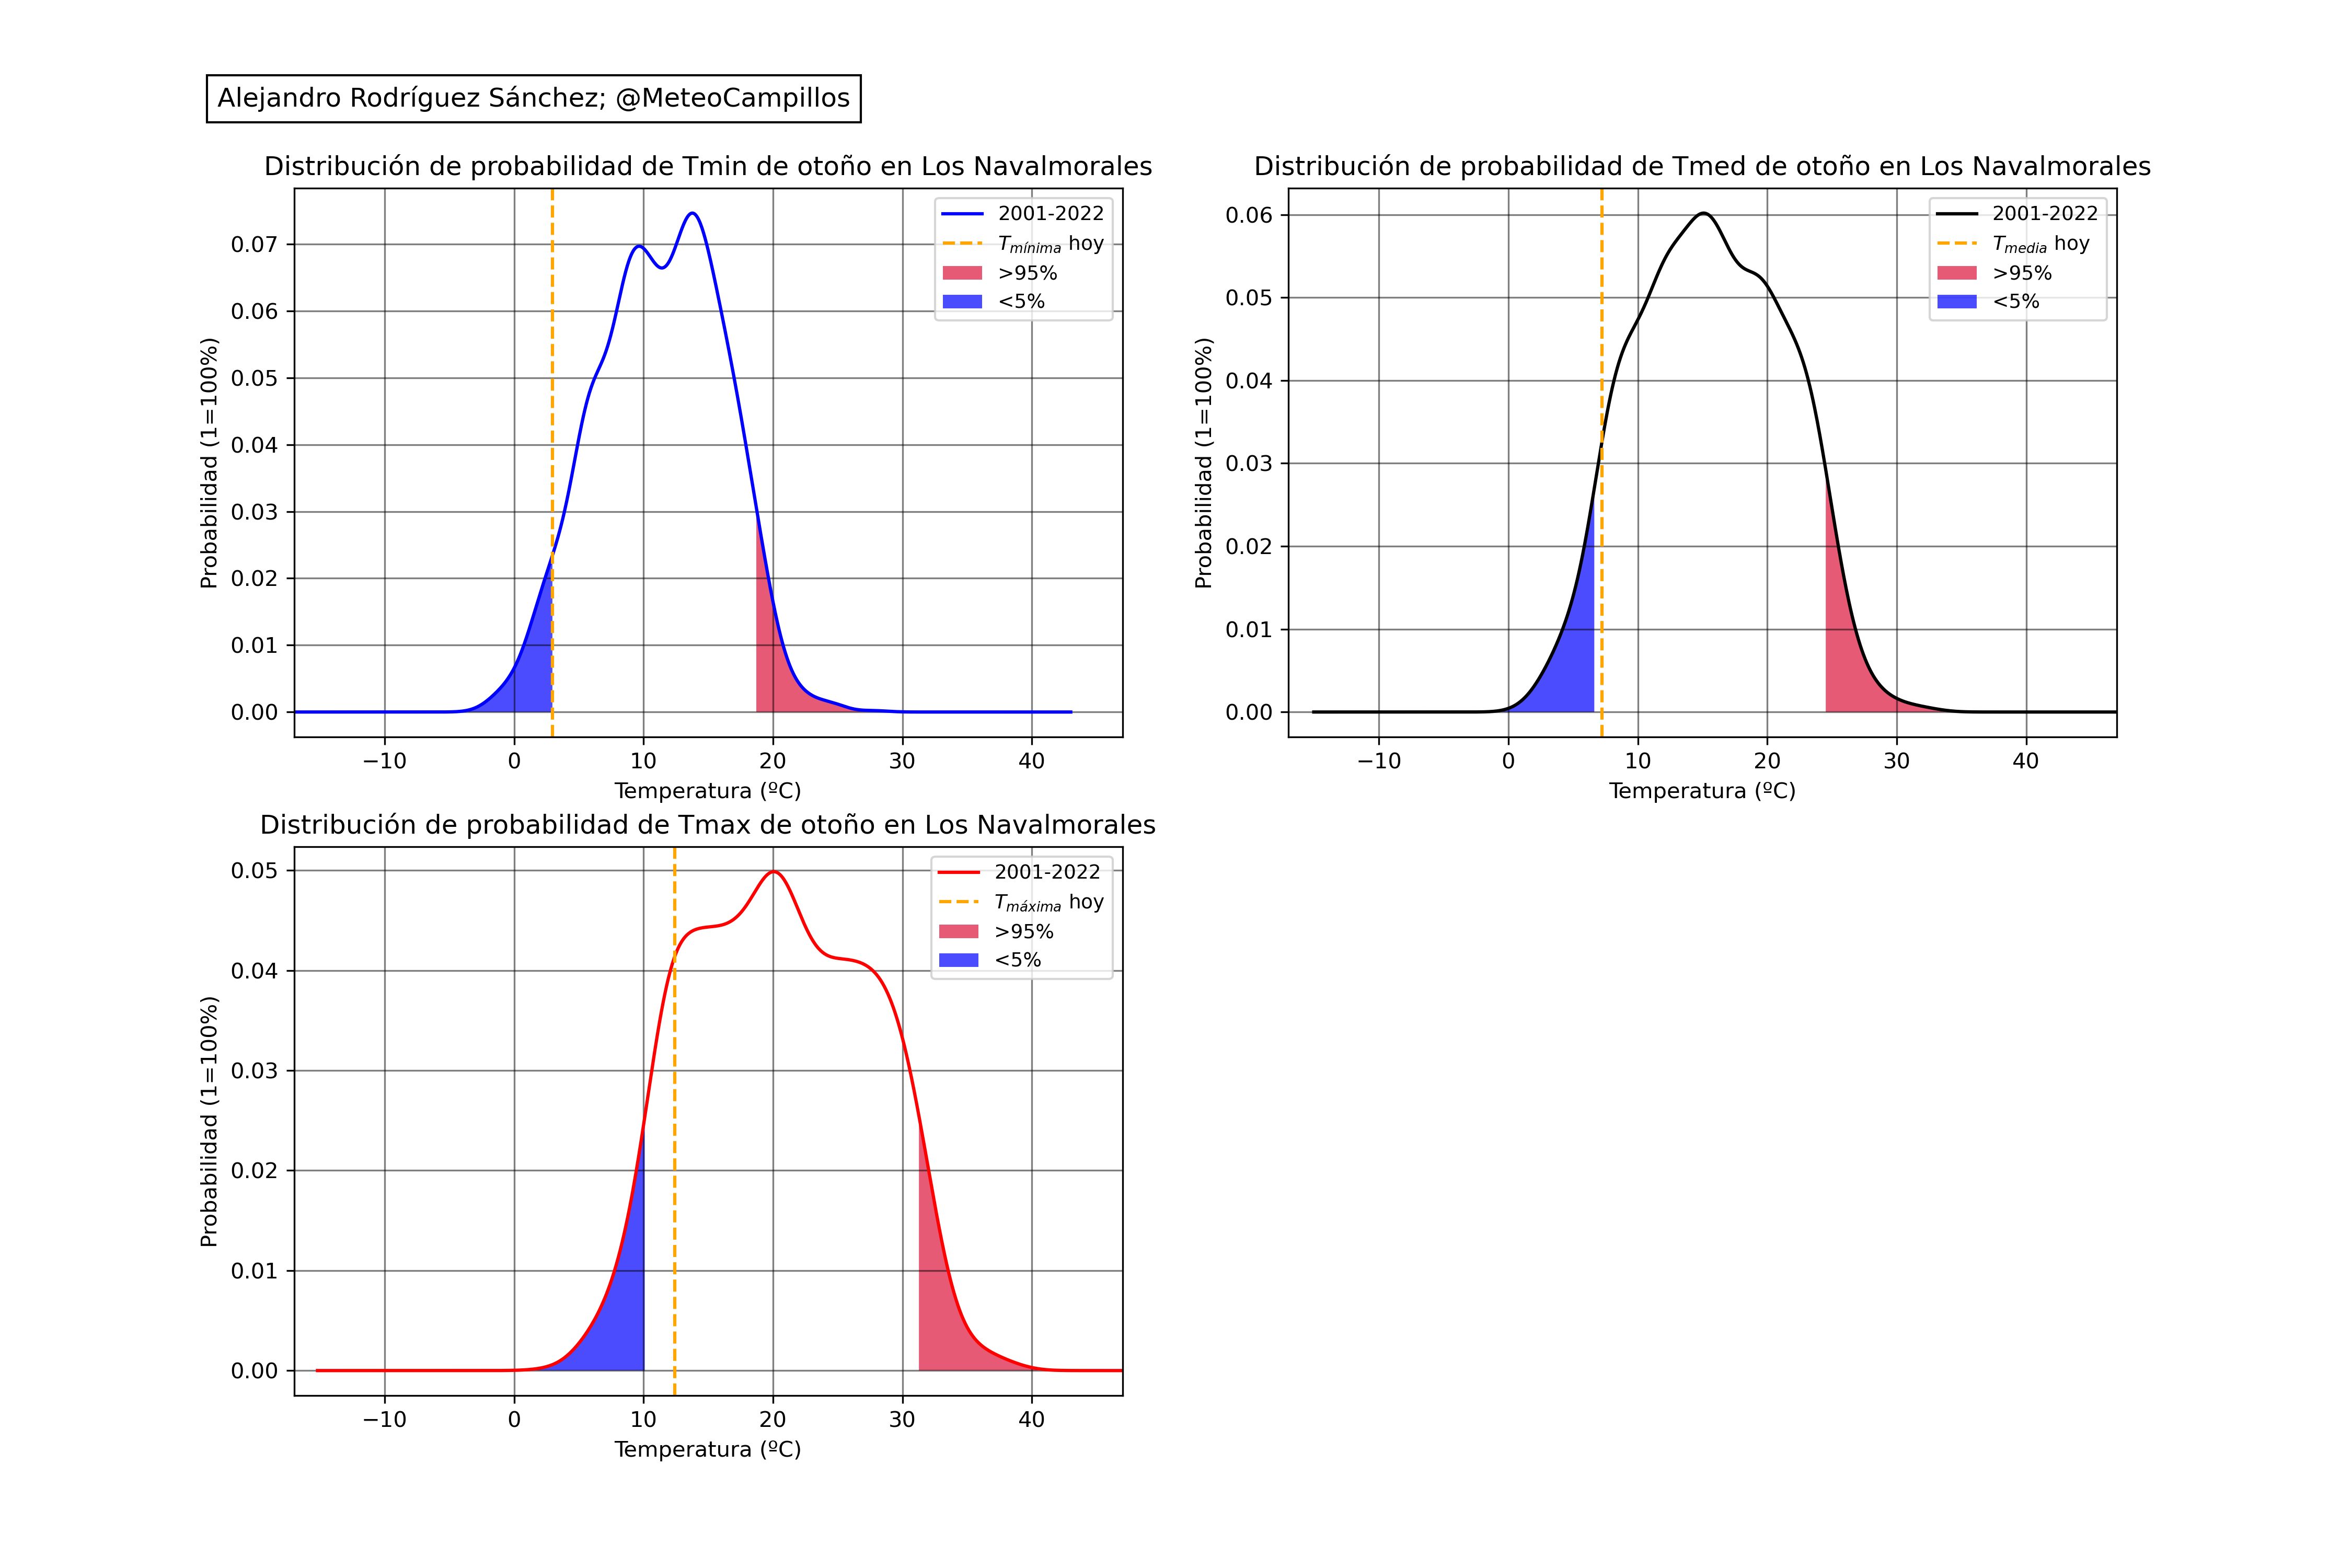 Alejandro Rodríguez Sánchez; @MeteoCampillos
Distribución de probabilidad de Tmin de otoño en Los Navalmorales
Probabilidad (1=100%)
0.07
0.06
0.05
0.04
0.03
0.02
0.01
0.00
2001-2022
Tmínima hoy
>95%
<5%
−10 0 10 20 30 40
Temperatura (ºC)
Distribución de probabilidad de Tmed de otoño en Los Navalmorales
Probabilidad (1=100%)
0.06
0.05
0.04
0.03
0.02
0.01
0.00
2001-2022
Tmedia hoy
>95%
<5%
−10 0 10 20 30 40
Temperatura (ºC)
Distribución de probabilidad de Tmax de otoño en Los Navalmorales
Probabilidad (1=100%)
0.05
0.04
0.03
0.02
0.01
0.00
2001-2022
Tmáxima hoy
>95%
<5%
−10 0 10 20 30 40
Temperatura (ºC)